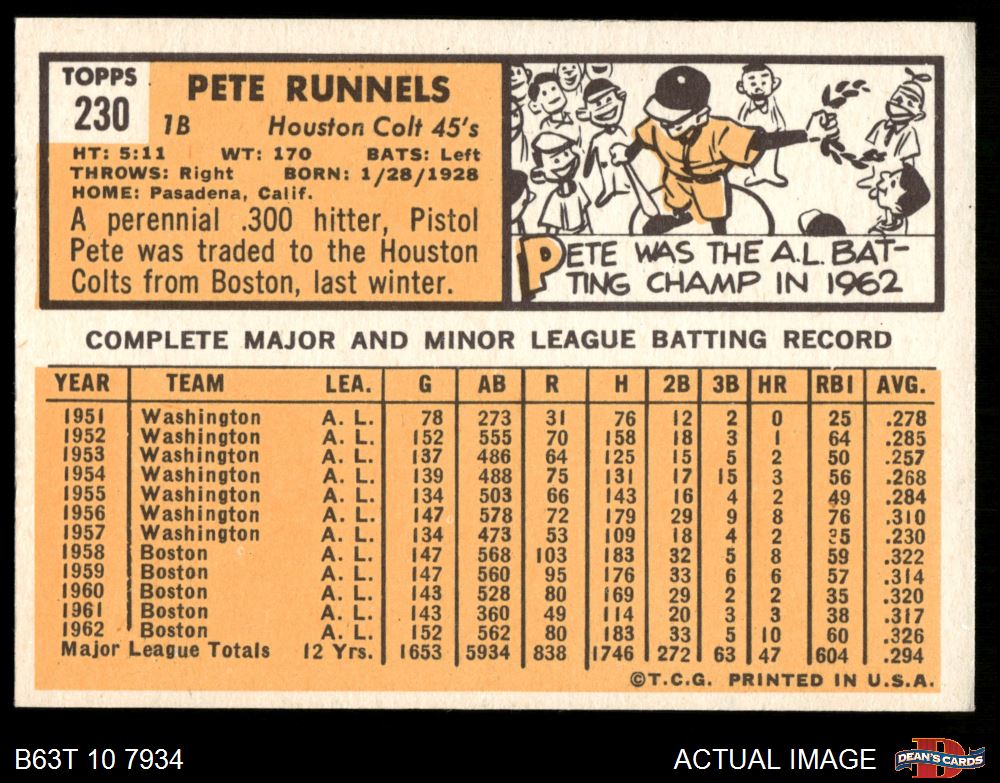 TOPPS
230
PETE RUNNELS
1B Houston Colt 45's
HT: 5:11 WT: 170 BATS: Left
THROWS: Right BORN: 1/28/1928
HOME: Pasadena, Calif.
A perennial .300 hitter, Pistol
Pete was traded to the Houston
Colts from Boston, last winter.
PETE WAS THE A.L. BAT-
TING CHAMP IN 1962
COMPLETE MAJOR AND MINOR LEAGUE BATTING RECORD
YEAR TEAM LEA. G AB R H 2B 3B HR RBI AVG.
1951 Washington A. L. 78 273 31 76 12 2 0 25 .278
1952 Washington A. L. 152 555 70 158 18 3 1 64 .285
1953 Washington A. L. 137 486 64 125 15 5 2 50 .257
1954 Washington A. L. 139 488 75 131 17 15 3 56 .268
1955 Washington A. L. 134 503 66 143 16 4 2 49 .284
1956 Washington A. L. 147 578 72 179 29 9 8 76 .310
1957 Washington A. L. 134 473 53 109 18 4 2 35 .230
1958 Boston A. L. 147 568 103 183 32 5 8 59 .322
1959 Boston A. L. 147 560 95 176 33 6 6 57 .314
1960 Boston A. L. 143 528 80 169 29 2 2 35 .320
1961 Boston A. L. 143 360 49 114 20 3 3 38 .317
1962 Boston A. L. 152 562 80 183 33 5 10 60 .326
Major League Totals 12 Yrs. 1653 5934 838 1746 272 63 47 604 .294
©T.C.G. PRINTED IN U.S.A.
B63T 10 7934 ACTUAL IMAGE DEAN'S CARDS